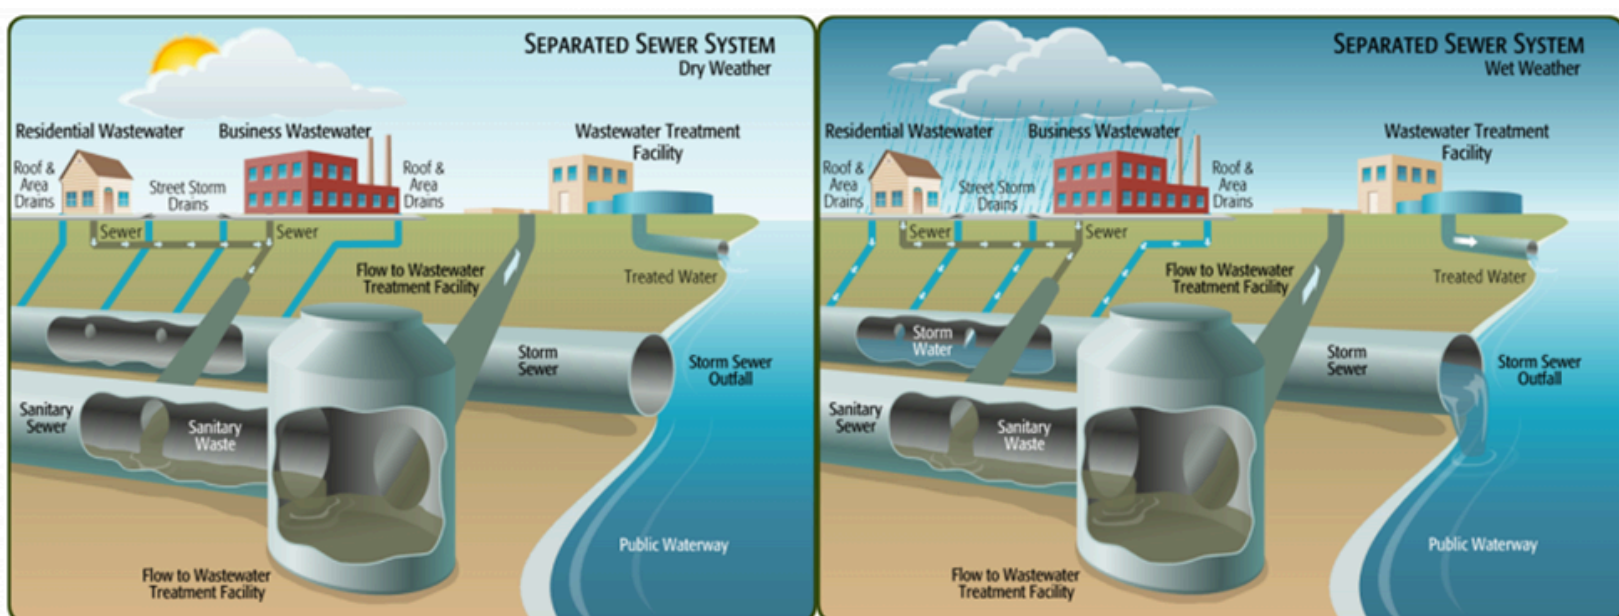 SEPARATED SEWER SYSTEM
Dry Weather
Residential Wastewater
Business Wastewater
Wastewater Treatment
Facility
Roof &
Area
Drains
Street Storm
Drains
Roof &
Area
Drains
Sewer
Sewer
Flow to Wastewater
Treatment Facility
Treated Water
Storm
Sewer
Storm Sewer
Outfall
Sanitary
Sewer
Sanitary
Waste
Public Waterway
Flow to Wastewater
Treatment Facility
SEPARATED SEWER SYSTEM
Wet Weather
Residential Wastewater
Business Wastewater
Wastewater Treatment
Facility
Roof &
Area
Drains
Street Storm
Drains
Roof &
Area
Drains
Sewer
Sewer
Flow to Wastewater
Treatment Facility
Treated Water
Storm
Water
Storm
Sewer
Storm Sewer
Outfall
Sanitary
Sewer
Sanitary
Waste
Public Waterway
Flow to Wastewater
Treatment Facility